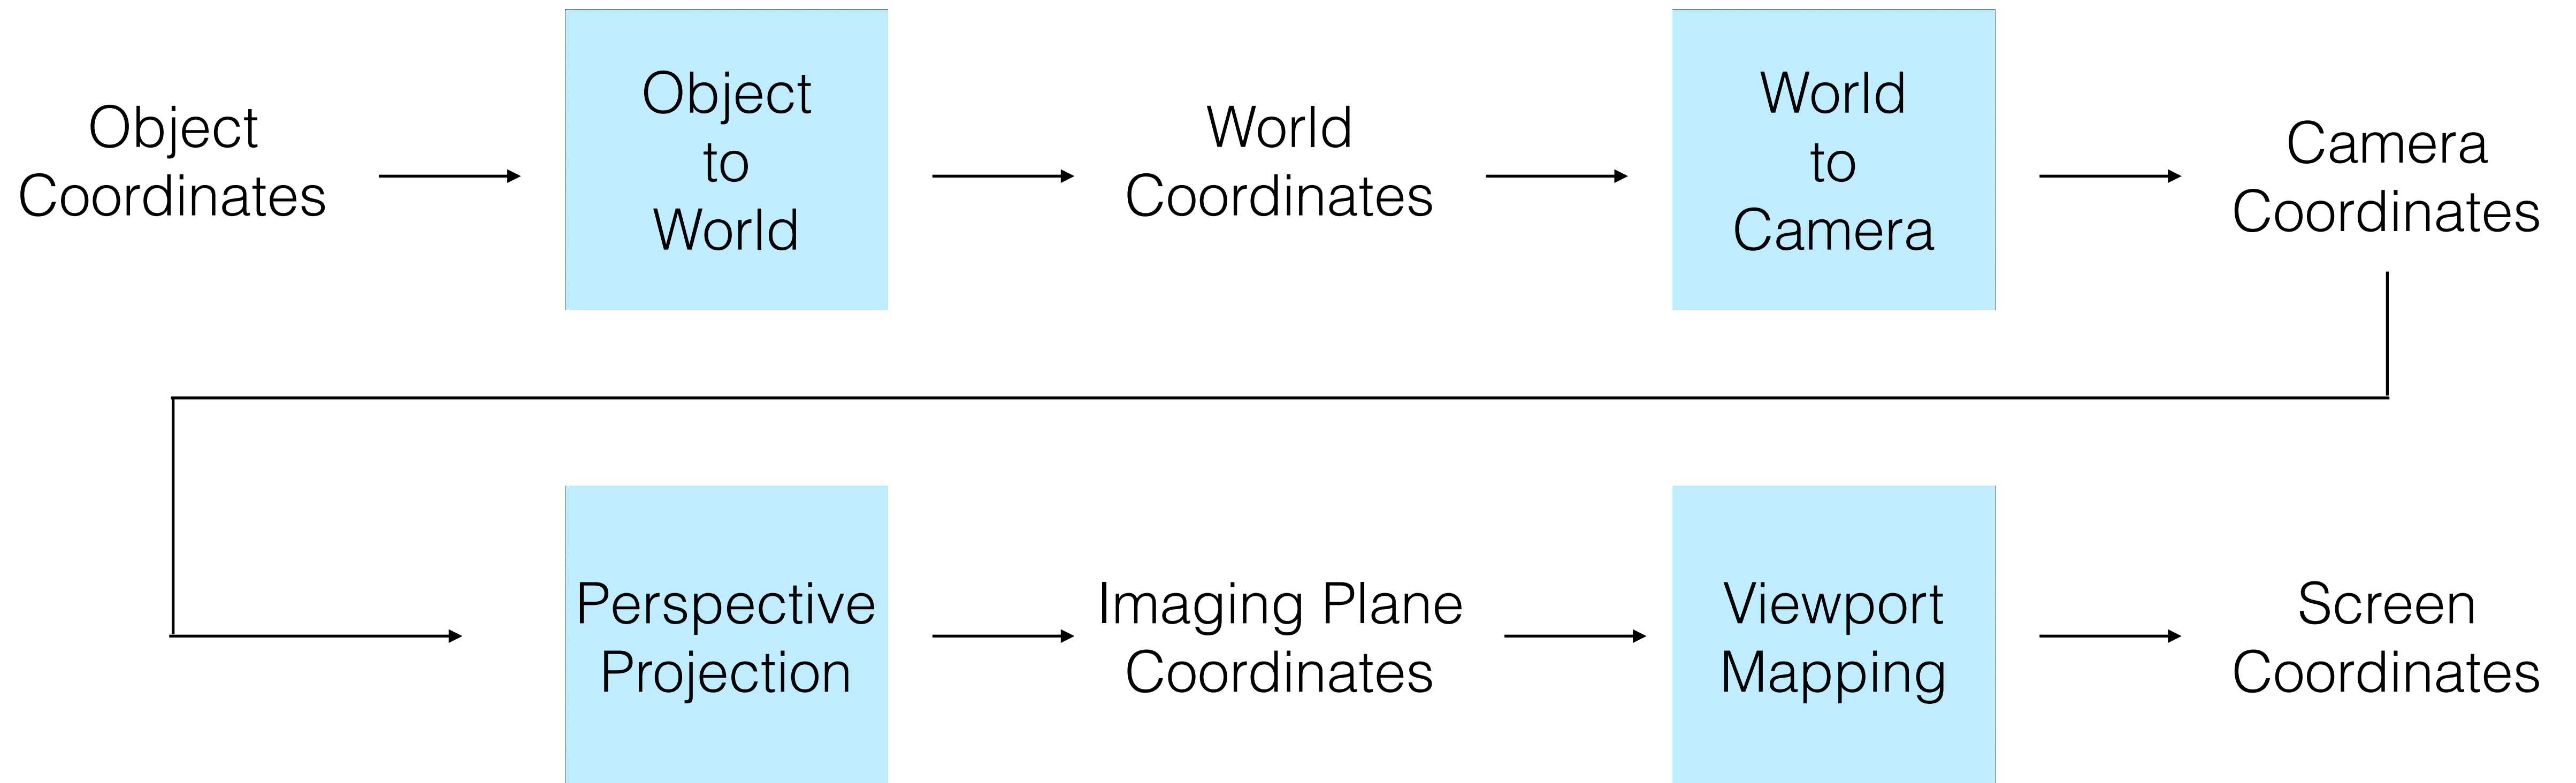 Object
Coordinates
Object
to
World
World
Coordinates
World
to
Camera
Camera
Coordinates
Perspective
Projection
Imaging Plane
Coordinates
Viewport
Mapping
Screen
Coordinates